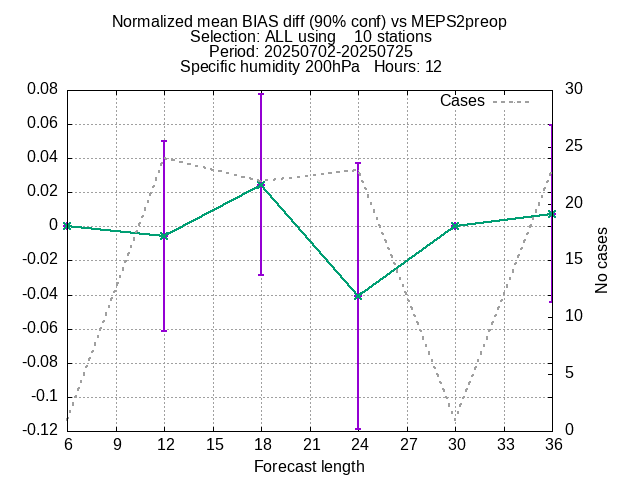 Normalized mean BIAS diff (90% conf) vs MEPS2preop
Selection: ALL using    10 stations
Period: 20250702-20250725
Specific humidity 200hPa   Hours: 12
Cases
0.08
0.06
0.04
0.02
0
-0.02
-0.04
-0.06
-0.08
-0.1
-0.12
30
25
20
15
10
5
0
No cases
6 9 12 15 18 21 24 27 30 33 36
Forecast length